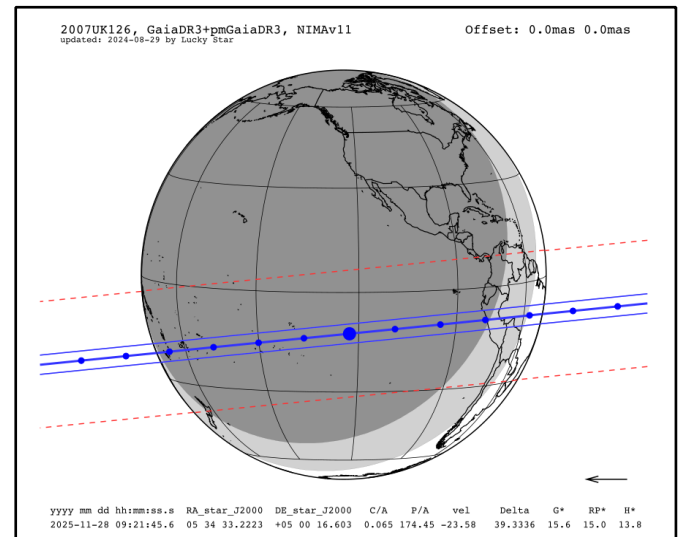 2007UK126, GaiaDR3+pmGaiaDR3, NIMAv11 Offset: 0.0mas 0.0mas
updated: 2024-08-29 by Lucky Star
yyyy mm dd hh:mm:ss.s RA_star_J2000 DE_star_J2000 C/A P/A vel Delta G* RP* H*
2025-11-28 09:21:45.6 05 34 33.2223 +05 00 16.603 0.065 174.45 -23.58 39.3336 15.6 15.0 13.8